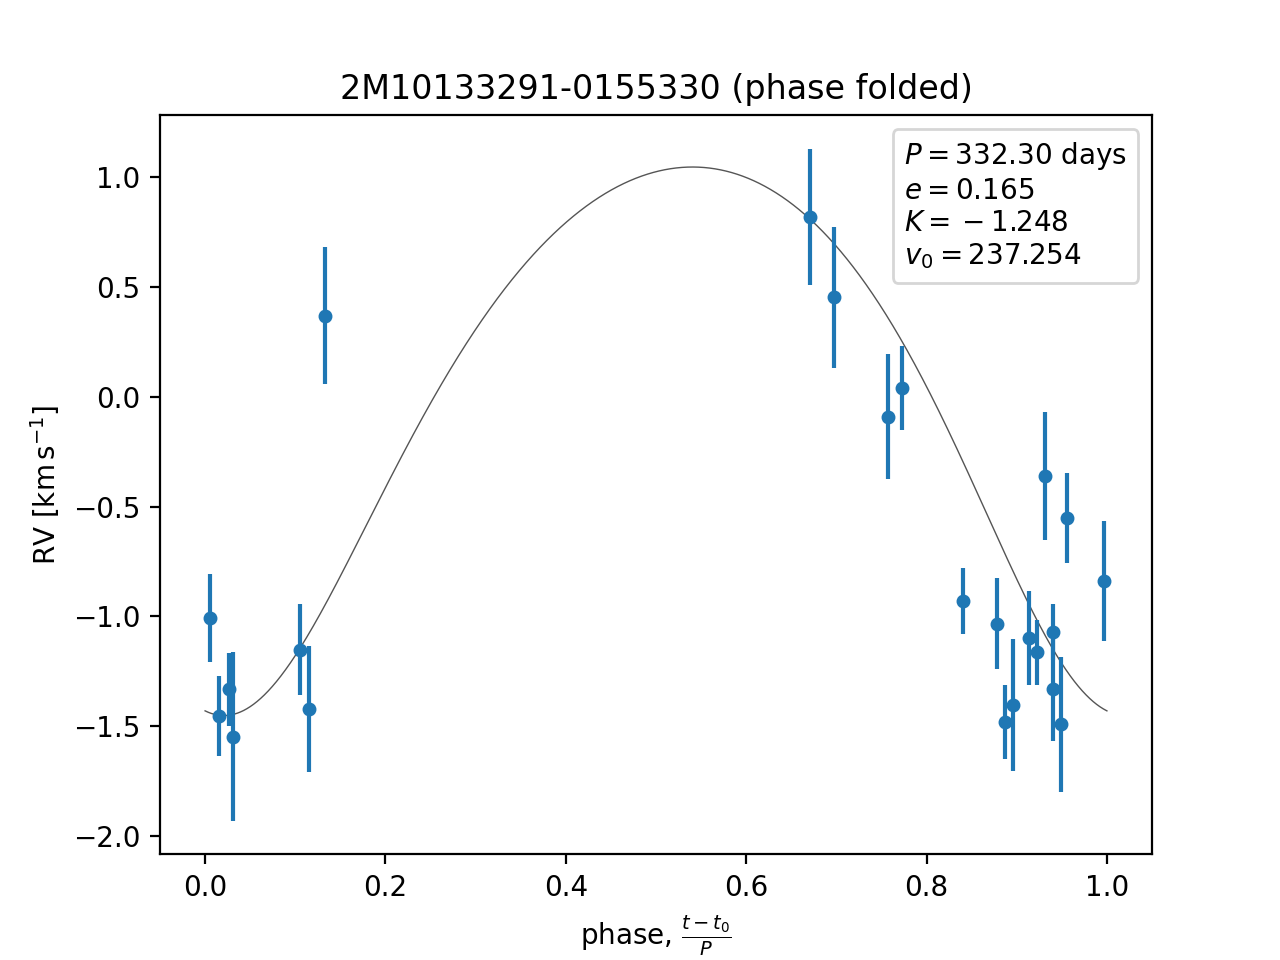 2M10133291-0155330 (phase folded)
P = 332.30 days
e = 0.165
K = −1.248
v₀ = 237.254
RV [km s⁻¹]
1.0
0.5
0.0
−0.5
−1.0
−1.5
−2.0
0.0 0.2 0.4 0.6 0.8 1.0
phase, (t − t₀)/P